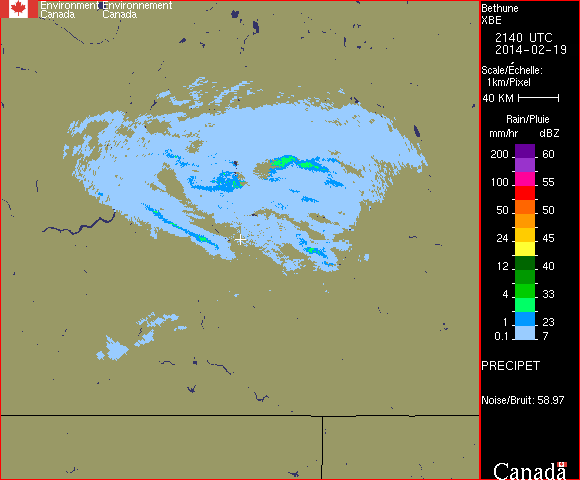 Environment Environnement
Canada Canada
Bethune
XBE
2140 UTC
2014-02-19
Scale/Échelle:
1km/Pixel
40 KM
Rain/Pluie
mm/hr dBZ
200 60
100 55
50 50
24 45
12 40
4 33
1 23
0.1 7
PRECIPET
Noise/Bruit: 58.97
Canada